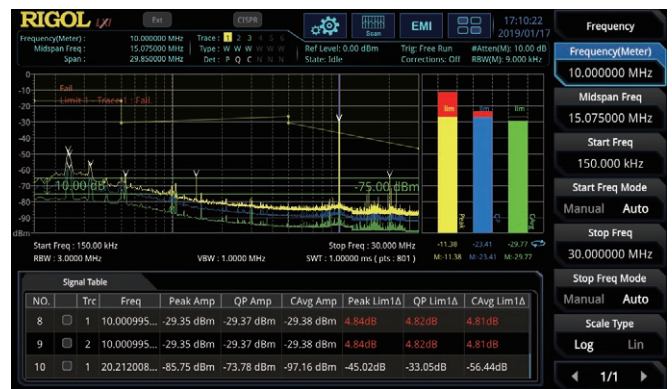 RIGOL LXI Ext CISPR Scan EMI 17:10:22 2019/01/17
Frequency(Meter) : 10.000000 MHz Trace : 1 2 3 4 5 6
Midspan Freq : 15.075000 MHz Type : W W W W W W Ref Level: 0.00 dBm Trig: Free Run #Atten(M): 10.00 dB
Span : 29.850000 MHz Det : P Q C N N N State: Idle Corrections: Off RBW(M): 9.000 kHz
0
-10
-20
-30
-40
-50
-60
-70
-80
-90
dBm
Fail
Limit 1 - Trace 1 : Fail
10.00 dB
-75.00 dBm
lim lim lim
Peak QP CAvg
Start Freq : 150.00 kHz Stop Freq : 30.000 MHz
RBW : 3.0000 MHz VBW : 1.0000 MHz SWT : 1.00000 ms ( pts : 801 )
-11.38 -23.41 -29.77
M:-11.38 M:-23.41 M:-29.77
Signal Table
NO. Trc Freq Peak Amp QP Amp CAvg Amp Peak Lim1Δ QP Lim1Δ CAvg Lim1Δ
8 1 10.000995... -29.35 dBm -29.37 dBm -29.38 dBm 4.84dB 4.82dB 4.81dB
9 2 10.000995... -29.35 dBm -29.37 dBm -29.38 dBm 4.84dB 4.82dB 4.81dB
10 1 20.212008... -85.75 dBm -73.78 dBm -97.16 dBm -45.02dB -33.05dB -56.44dB
Frequency
Frequency(Meter)
10.000000 MHz
Midspan Freq
15.075000 MHz
Start Freq
150.000 kHz
Start Freq Mode
Manual Auto
Stop Freq
30.000000 MHz
Stop Freq Mode
Manual Auto
Scale Type
Log Lin
1/1